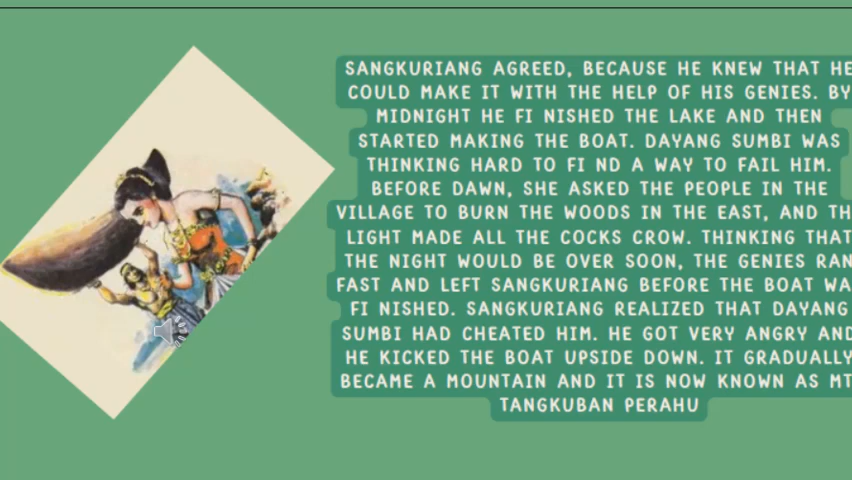 SANGKURIANG AGREED, BECAUSE HE KNEW THAT HE
COULD MAKE IT WITH THE HELP OF HIS GENIES. BY
MIDNIGHT HE FI NISHED THE LAKE AND THEN
STARTED MAKING THE BOAT. DAYANG SUMBI WAS
THINKING HARD TO FI ND A WAY TO FAIL HIM.
BEFORE DAWN, SHE ASKED THE PEOPLE IN THE
VILLAGE TO BURN THE WOODS IN THE EAST, AND TH
LIGHT MADE ALL THE COCKS CROW. THINKING THAT
THE NIGHT WOULD BE OVER SOON, THE GENIES RAN
FAST AND LEFT SANGKURIANG BEFORE THE BOAT WA
FI NISHED. SANGKURIANG REALIZED THAT DAYANG
SUMBI HAD CHEATED HIM. HE GOT VERY ANGRY AND
HE KICKED THE BOAT UPSIDE DOWN. IT GRADUALLY
BECAME A MOUNTAIN AND IT IS NOW KNOWN AS MT
TANGKUBAN PERAHU